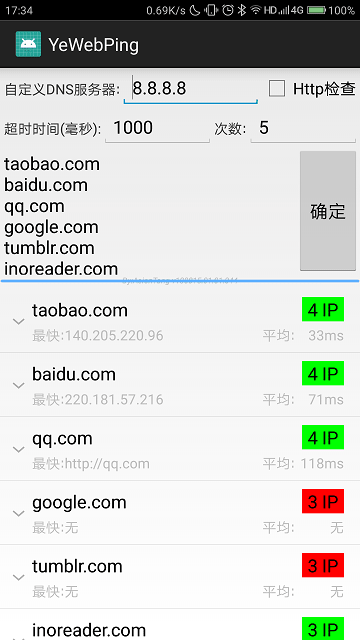 17:34 0.69K/s HD 4G 100%
YeWebPing
自定义DNS服务器: 8.8.8.8 Http检查
超时时间(毫秒): 1000 次数: 5
taobao.com
baidu.com
qq.com
google.com
tumblr.com
inoreader.com
确定
taobao.com 4 IP
最快:140.205.220.96 平均: 33ms
baidu.com 4 IP
最快:220.181.57.216 平均: 71ms
qq.com 4 IP
最快:http://qq.com 平均: 118ms
google.com 3 IP
最快:无 平均: 无
tumblr.com 3 IP
最快:无 平均: 无
inoreader.com 3 IP